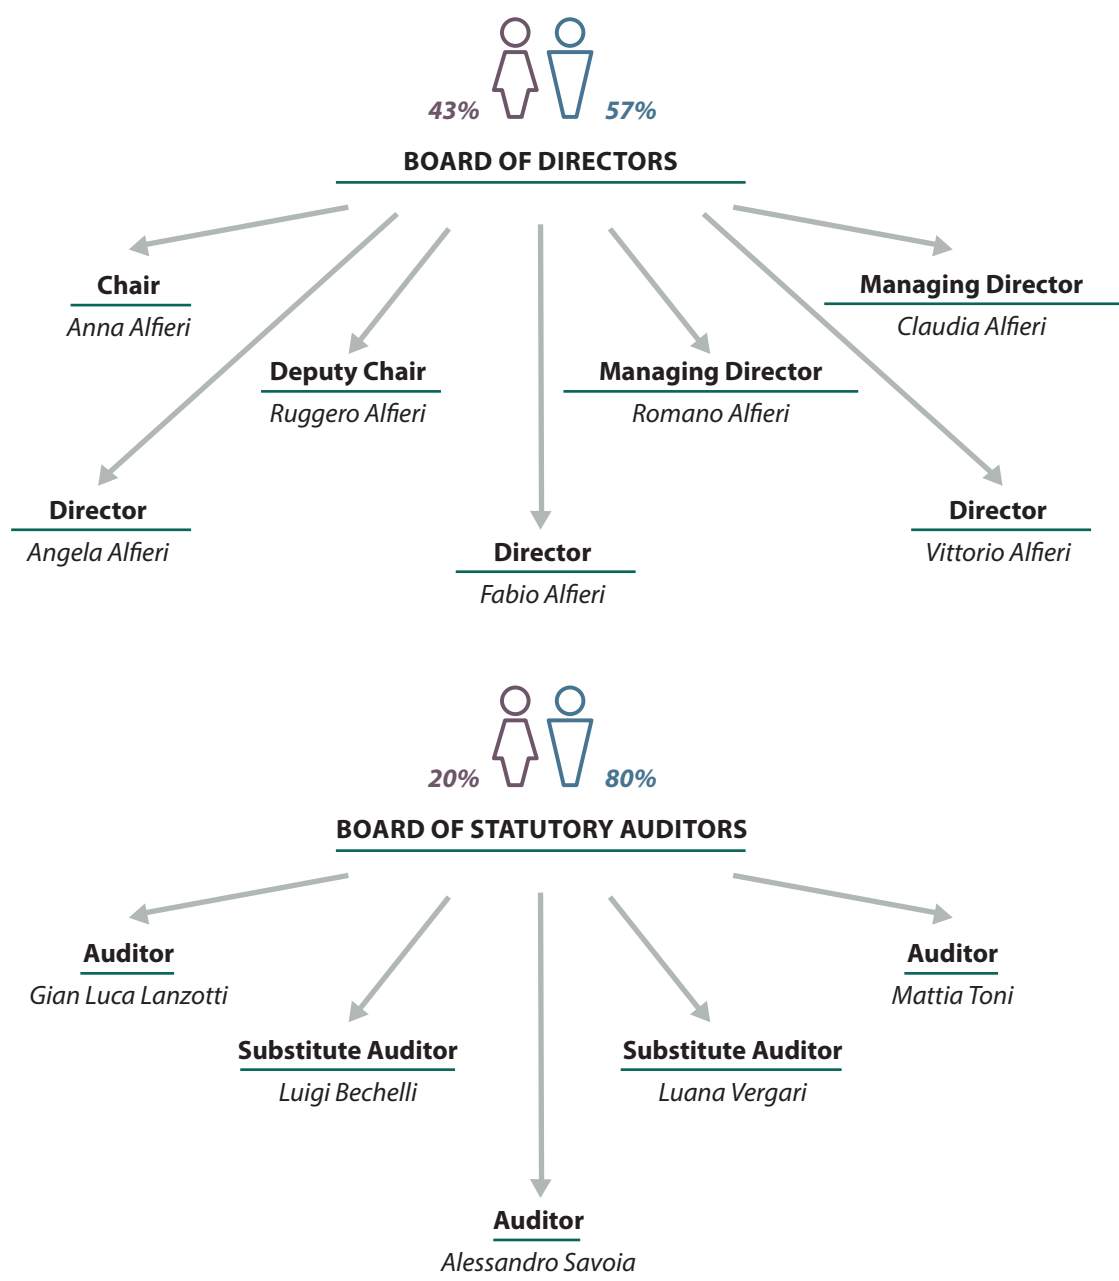 43%
57%
BOARD OF DIRECTORS
Chair
Anna Alfieri
Managing Director
Claudia Alfieri
Deputy Chair
Ruggero Alfieri
Managing Director
Romano Alfieri
Director
Angela Alfieri
Director
Fabio Alfieri
Director
Vittorio Alfieri
20%
80%
BOARD OF STATUTORY AUDITORS
Auditor
Gian Luca Lanzotti
Auditor
Mattia Toni
Substitute Auditor
Luigi Bechelli
Substitute Auditor
Luana Vergari
Auditor
Alessandro Savoia